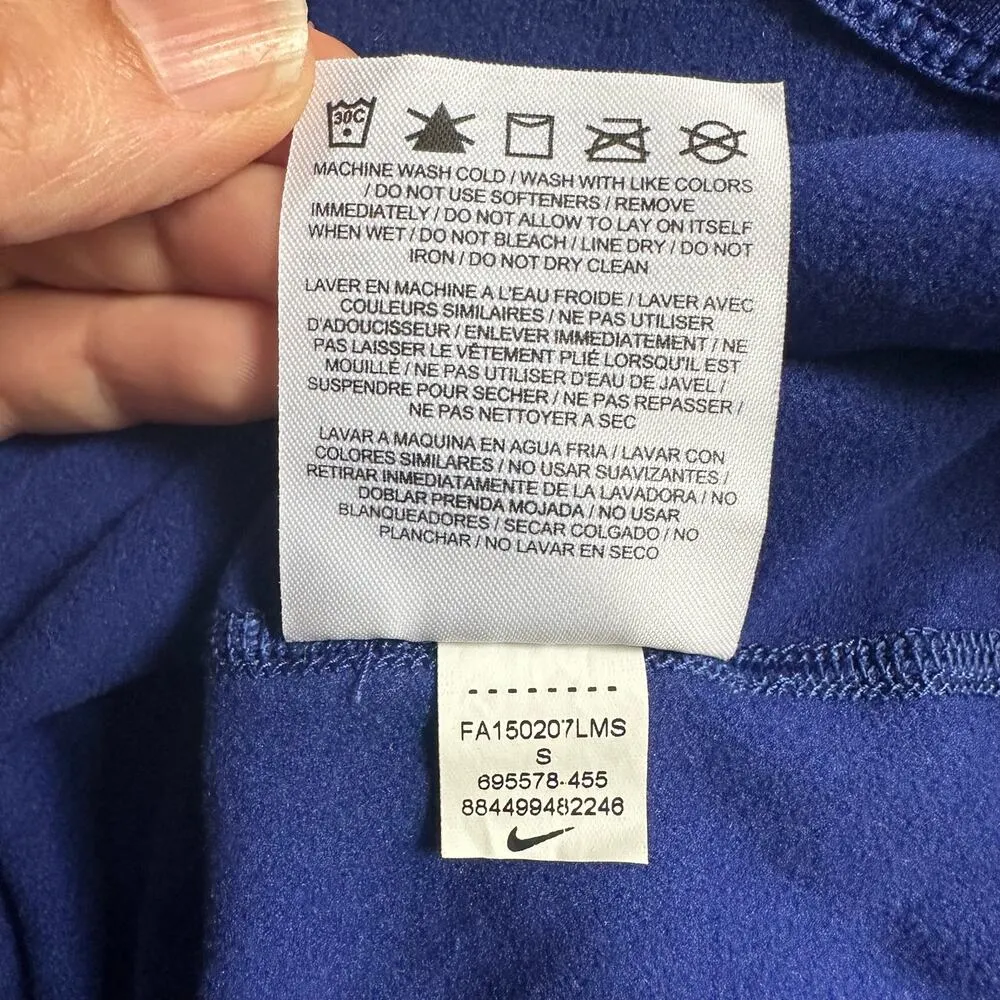 30C
MACHINE WASH COLD / WASH WITH LIKE COLORS
/ DO NOT USE SOFTENERS / REMOVE
IMMEDIATELY / DO NOT ALLOW TO LAY ON ITSELF
WHEN WET / DO NOT BLEACH / LINE DRY / DO NOT
IRON / DO NOT DRY CLEAN
LAVER EN MACHINE A L'EAU FROIDE / LAVER AVEC
COULEURS SIMILAIRES / NE PAS UTILISER
D'ADOUCISSEUR / ENLEVER IMMEDIATEMENT / NE
PAS LAISSER LE VÊTEMENT PLIÉ LORSQU'IL EST
MOUILLÉ / NE PAS UTILISER D'EAU DE JAVEL /
SUSPENDRE POUR SECHER / NE PAS REPASSER /
NE PAS NETTOYER A SEC
LAVAR A MAQUINA EN AGUA FRIA / LAVAR CON
COLORES SIMILARES / NO USAR SUAVIZANTES /
RETIRAR INMEDIATAMENTE DE LA LAVADORA / NO
DOBLAR PRENDA MOJADA / NO USAR
BLANQUEADORES / SECAR COLGADO / NO
PLANCHAR / NO LAVAR EN SECO
FA150207LMS
S
695578-455
884499482246